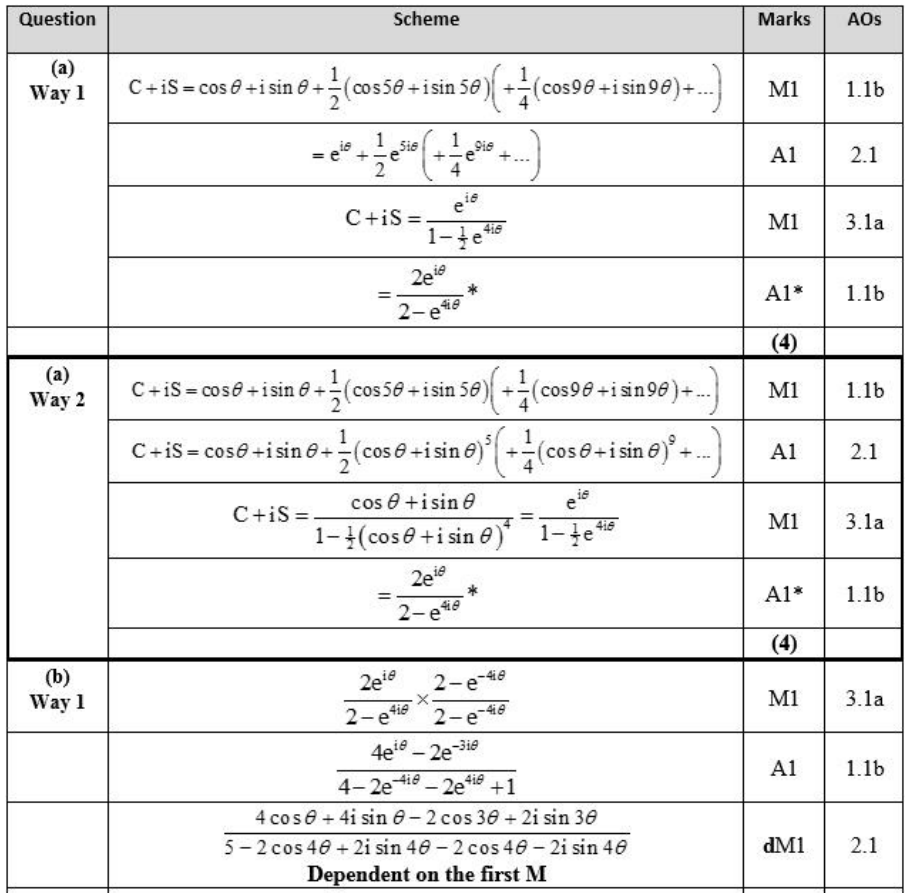 Question Scheme Marks AOs
(a) Way 1 C + iS = cos θ + i sin θ + 1/2 (cos 5θ + i sin 5θ) (+ 1/4 (cos 9θ + i sin 9θ) + ...) M1 1.1b
= e^{iθ} + 1/2 e^{5iθ} (+ 1/4 e^{9iθ} + ...) A1 2.1
C + iS = e^{iθ} / (1 − 1/2 e^{4iθ}) M1 3.1a
= 2e^{iθ} / (2 − e^{4iθ}) * A1* 1.1b
(4)
(a) Way 2 C + iS = cos θ + i sin θ + 1/2 (cos 5θ + i sin 5θ) (+ 1/4 (cos 9θ + i sin 9θ) + ...) M1 1.1b
C + iS = cos θ + i sin θ + 1/2 (cos θ + i sin θ)^5 (+ 1/4 (cos θ + i sin θ)^9 + ...) A1 2.1
C + iS = (cos θ + i sin θ) / (1 − 1/2 (cos θ + i sin θ)^4) = e^{iθ} / (1 − 1/2 e^{4iθ}) M1 3.1a
= 2e^{iθ} / (2 − e^{4iθ}) * A1* 1.1b
(4)
(b) Way 1 2e^{iθ} / (2 − e^{4iθ}) × (2 − e^{−4iθ}) / (2 − e^{−4iθ}) M1 3.1a
(4e^{iθ} − 2e^{−3iθ}) / (4 − 2e^{−4iθ} − 2e^{4iθ} + 1) A1 1.1b
(4 cos θ + 4i sin θ − 2 cos 3θ + 2i sin 3θ) / (5 − 2 cos 4θ + 2i sin 4θ − 2 cos 4θ − 2i sin 4θ) dM1 2.1
Dependent on the first M